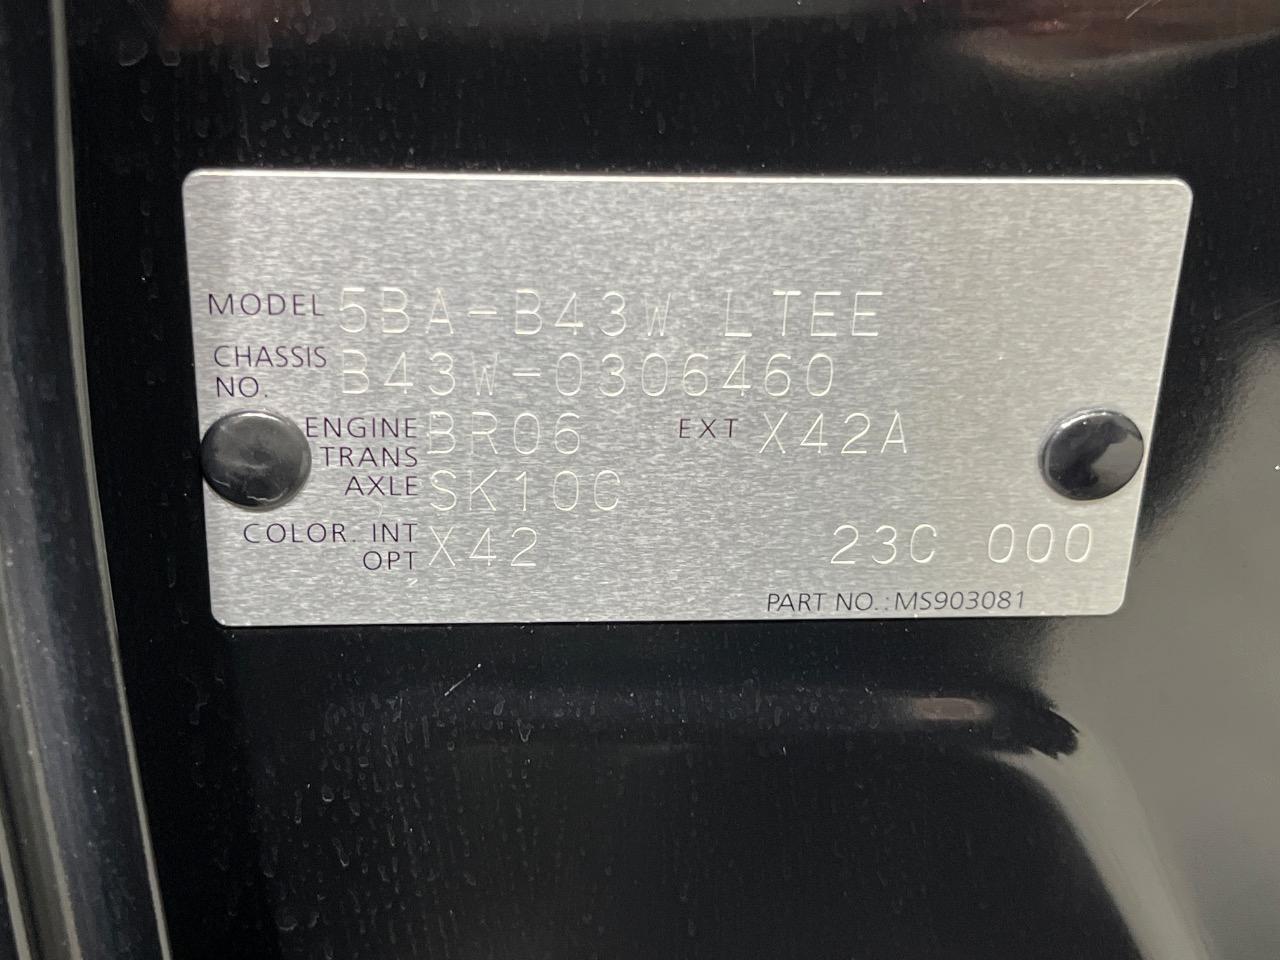 MODEL 5BA-B43W LTEE
CHASSIS NO. B43W-0306460
ENGINE BR06 EXT X42A
TRANS AXLE SK10C
COLOR. INT X42 23C 000
OPT
PART NO.:MS903081